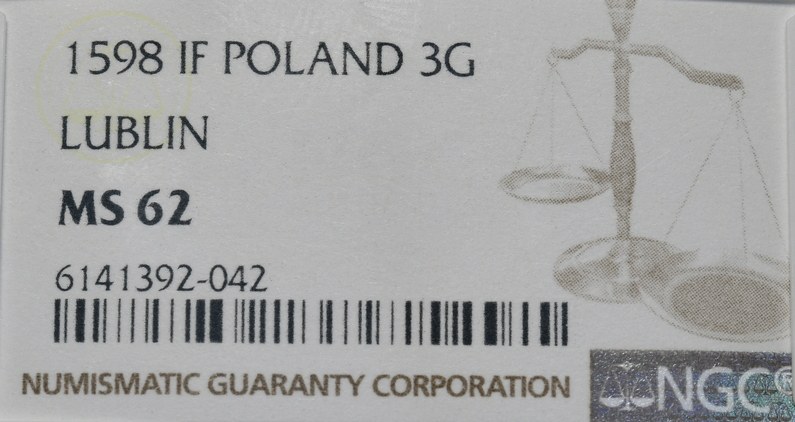 1598 IF POLAND 3G
LUBLIN
MS 62
6141392-042
NUMISMATIC GUARANTY CORPORATION
NGC®